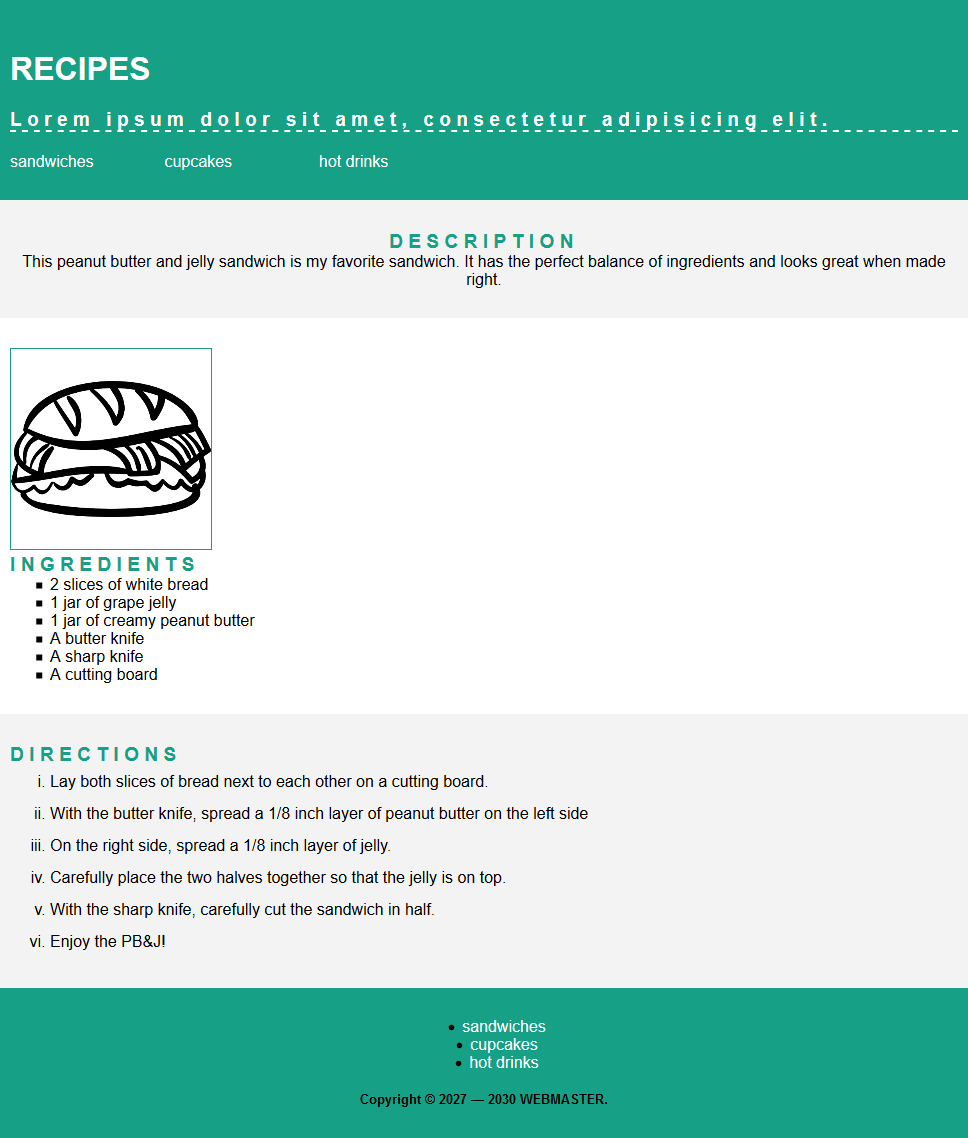 RECIPES
Lorem ipsum dolor sit amet, consectetur adipisicing elit.
sandwiches cupcakes hot drinks
DESCRIPTION
This peanut butter and jelly sandwich is my favorite sandwich. It has the perfect balance of ingredients and looks great when made
right.
INGREDIENTS
2 slices of white bread
1 jar of grape jelly
1 jar of creamy peanut butter
A butter knife
A sharp knife
A cutting board
DIRECTIONS
i. Lay both slices of bread next to each other on a cutting board.
ii. With the butter knife, spread a 1/8 inch layer of peanut butter on the left side
iii. On the right side, spread a 1/8 inch layer of jelly.
iv. Carefully place the two halves together so that the jelly is on top.
v. With the sharp knife, carefully cut the sandwich in half.
vi. Enjoy the PB&J!
sandwiches
cupcakes
hot drinks
Copyright © 2027 — 2030 WEBMASTER.